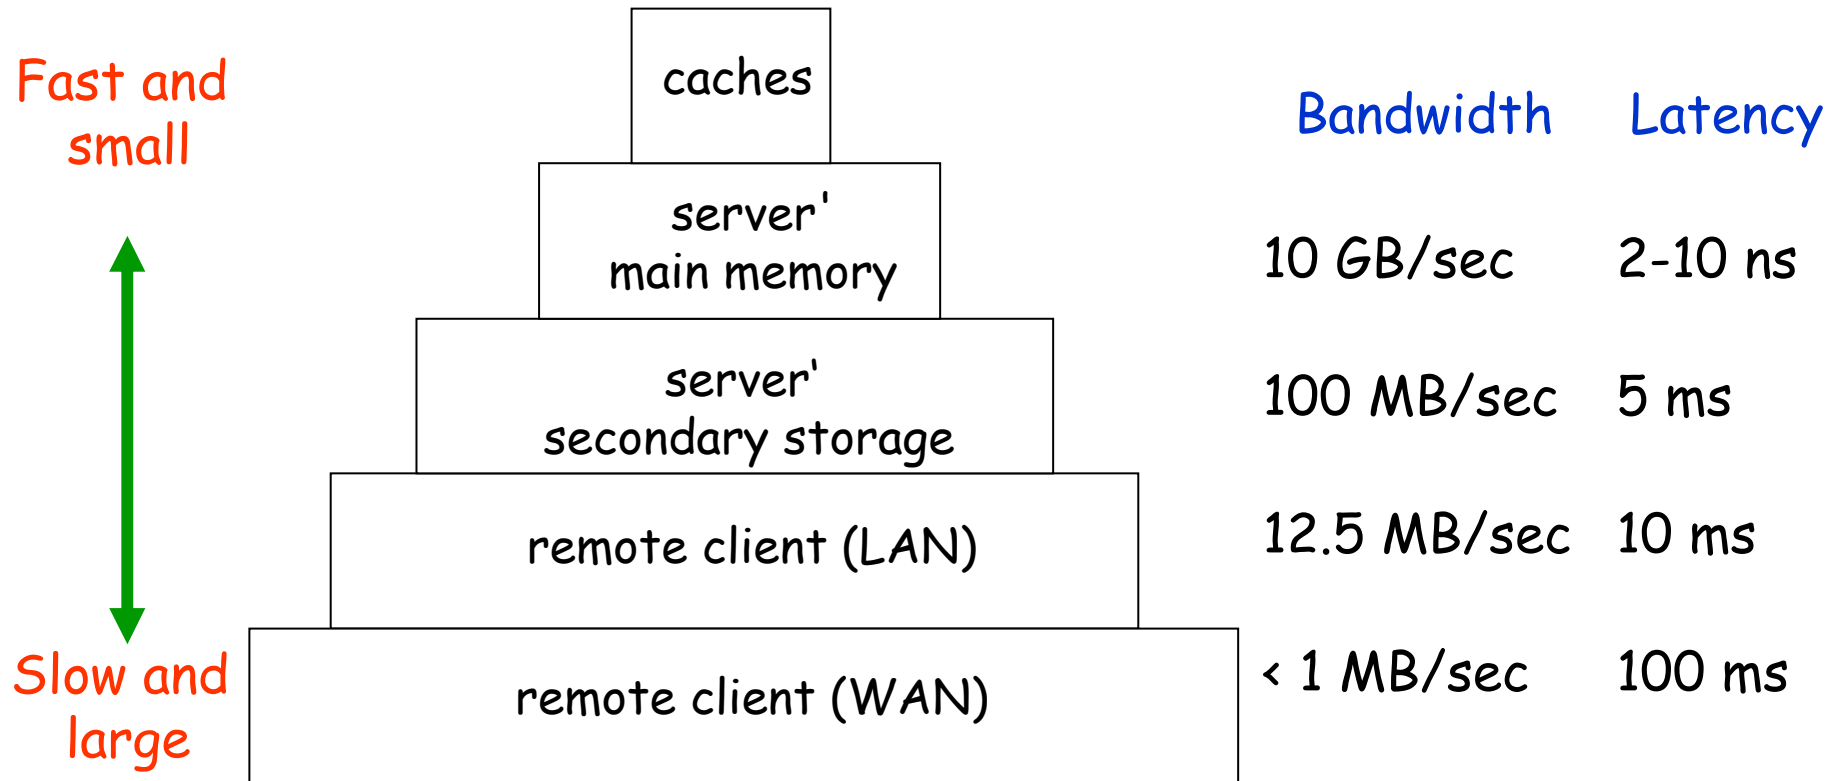 Fast and
small
caches
Bandwidth Latency
server'
main memory
10 GB/sec 2-10 ns
server'
secondary storage
100 MB/sec 5 ms
remote client (LAN)
12.5 MB/sec 10 ms
Slow and
large
remote client (WAN)
< 1 MB/sec 100 ms